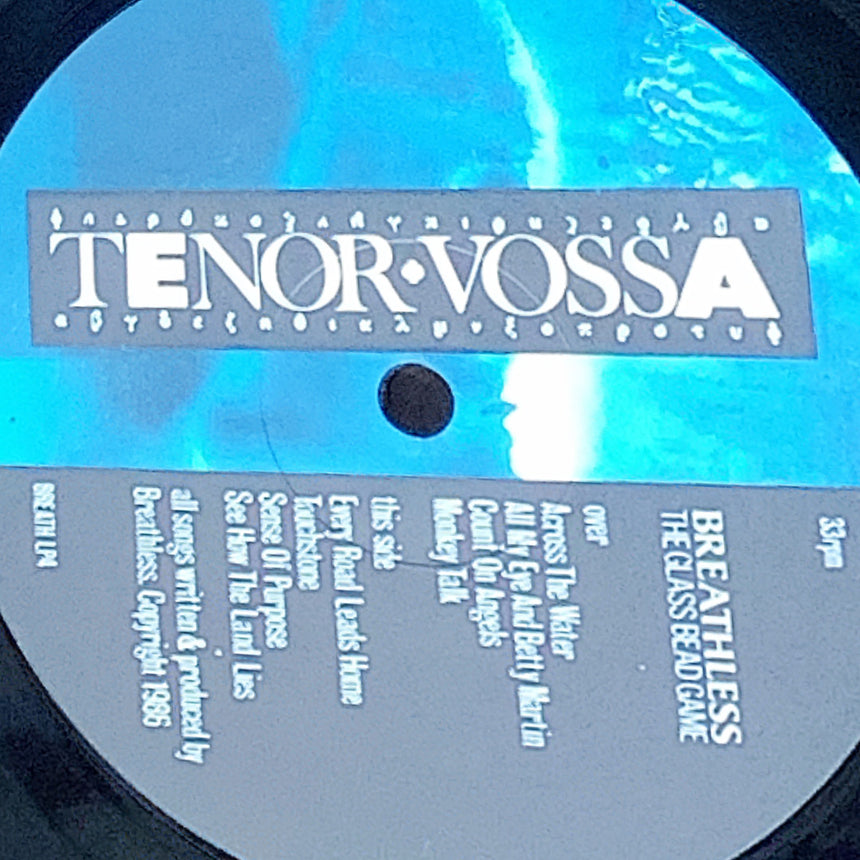 TENOR·VOSSA
α β γ δ ε ζ η θ ι κ λ μ ν ξ ο π ρ σ τ υ φ
33rpm
BREATHLESS
THE GLASS BEAD GAME
over
Across The Water
All My Eye And Betty Martin
Count On Angels
Monkey Talk
this side
Every Road Leads Home
Touchstone
Sense Of Purpose
See How The Land Lies
all songs written & produced by
Breathless. Copyright 1986
BREATH LP4